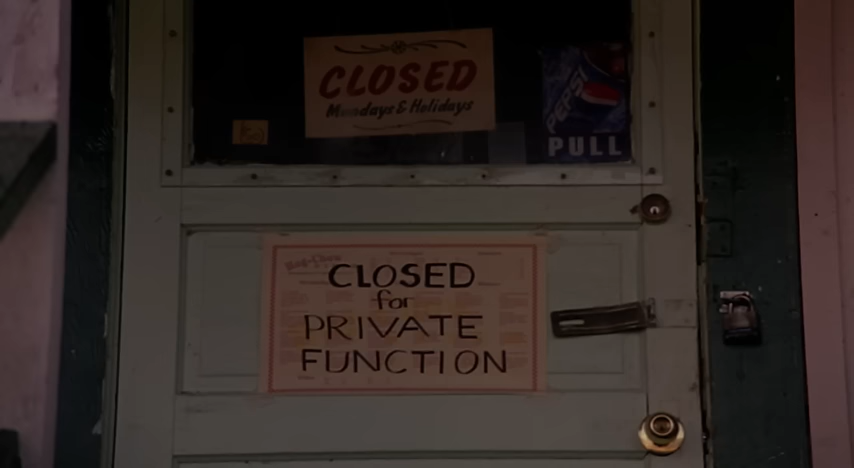 CLOSED
Mondays & Holidays
PEPSI
PULL
CLOSED
for
PRIVATE
FUNCTION